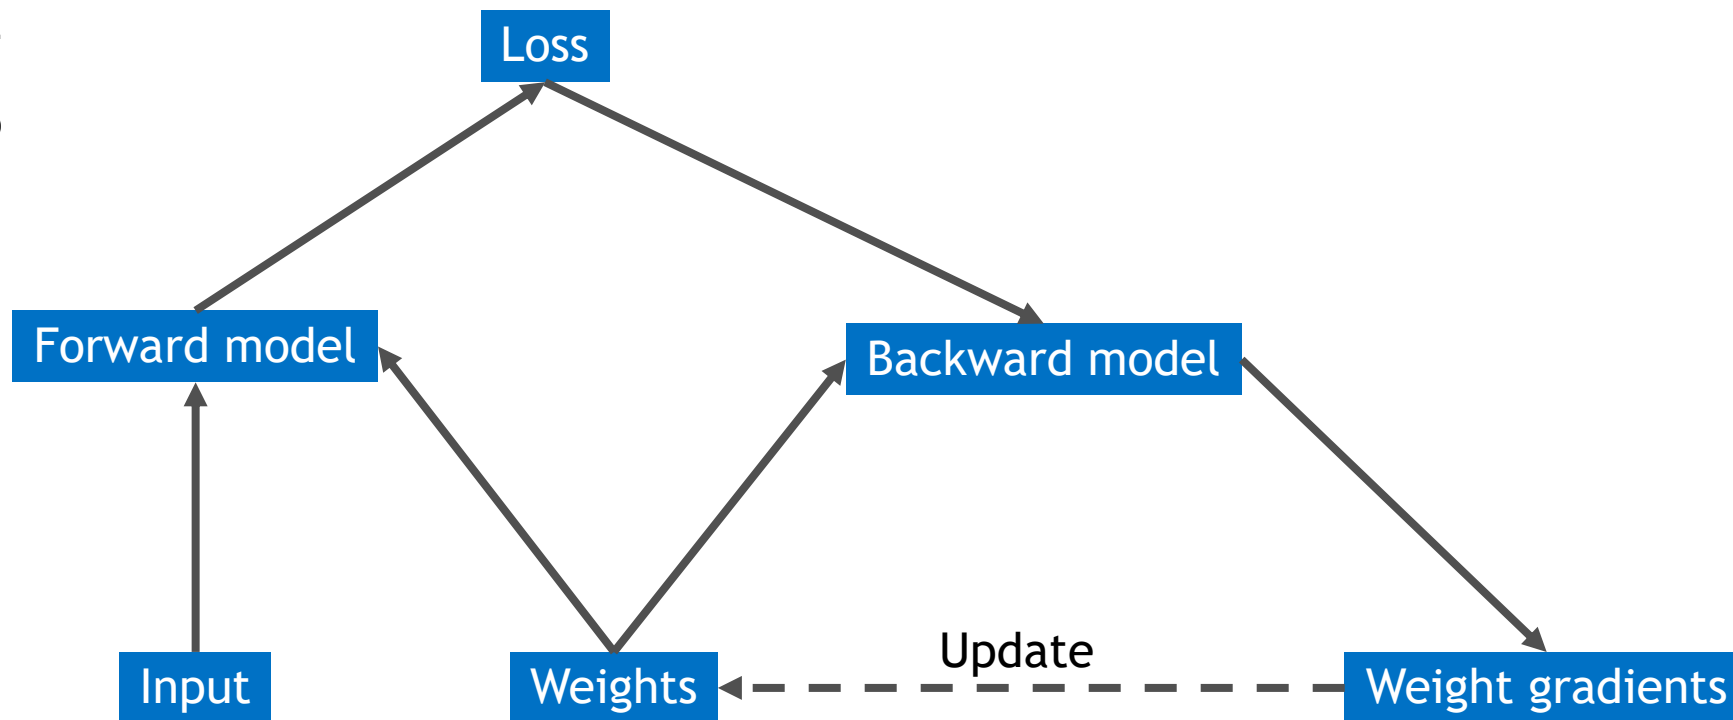 Loss
Forward model
Backward model
Update
Input
Weights
Weight gradients